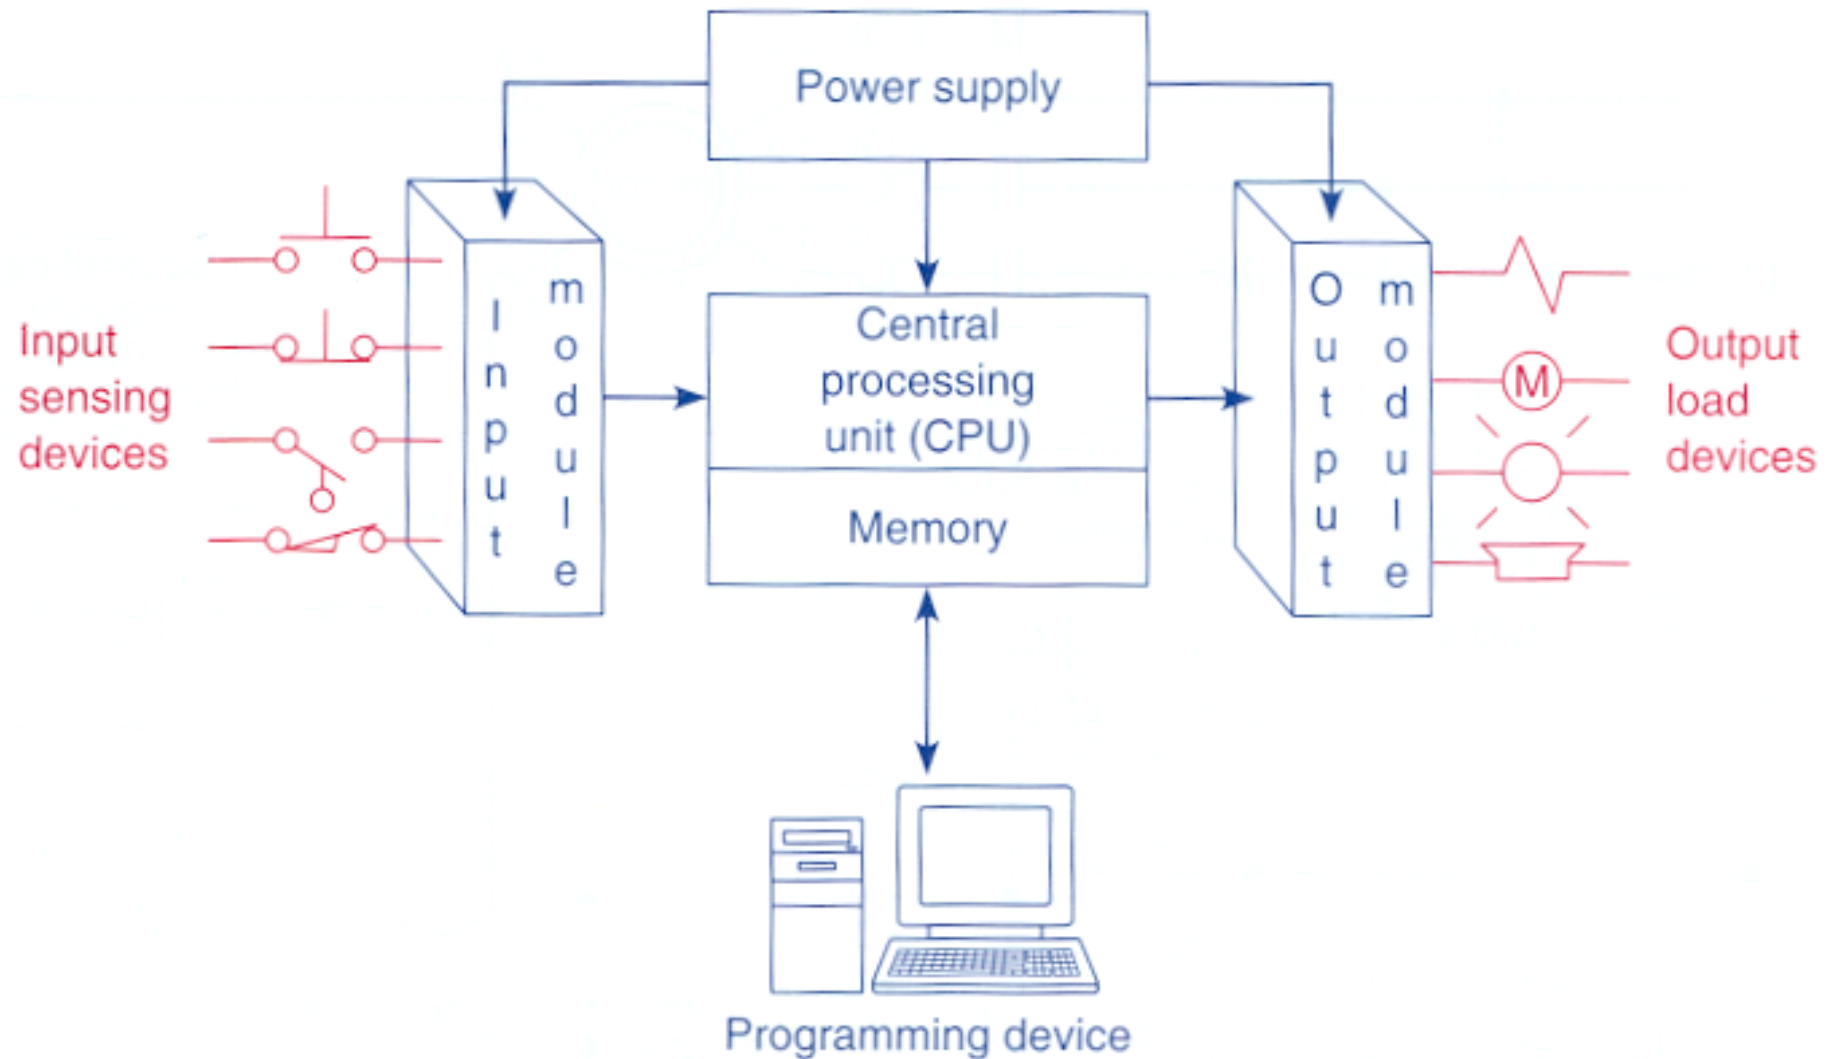 Power supply
Input
sensing
devices
Input
module
Central
processing
unit (CPU)
Memory
Output
module
M
Output
load
devices
Programming device